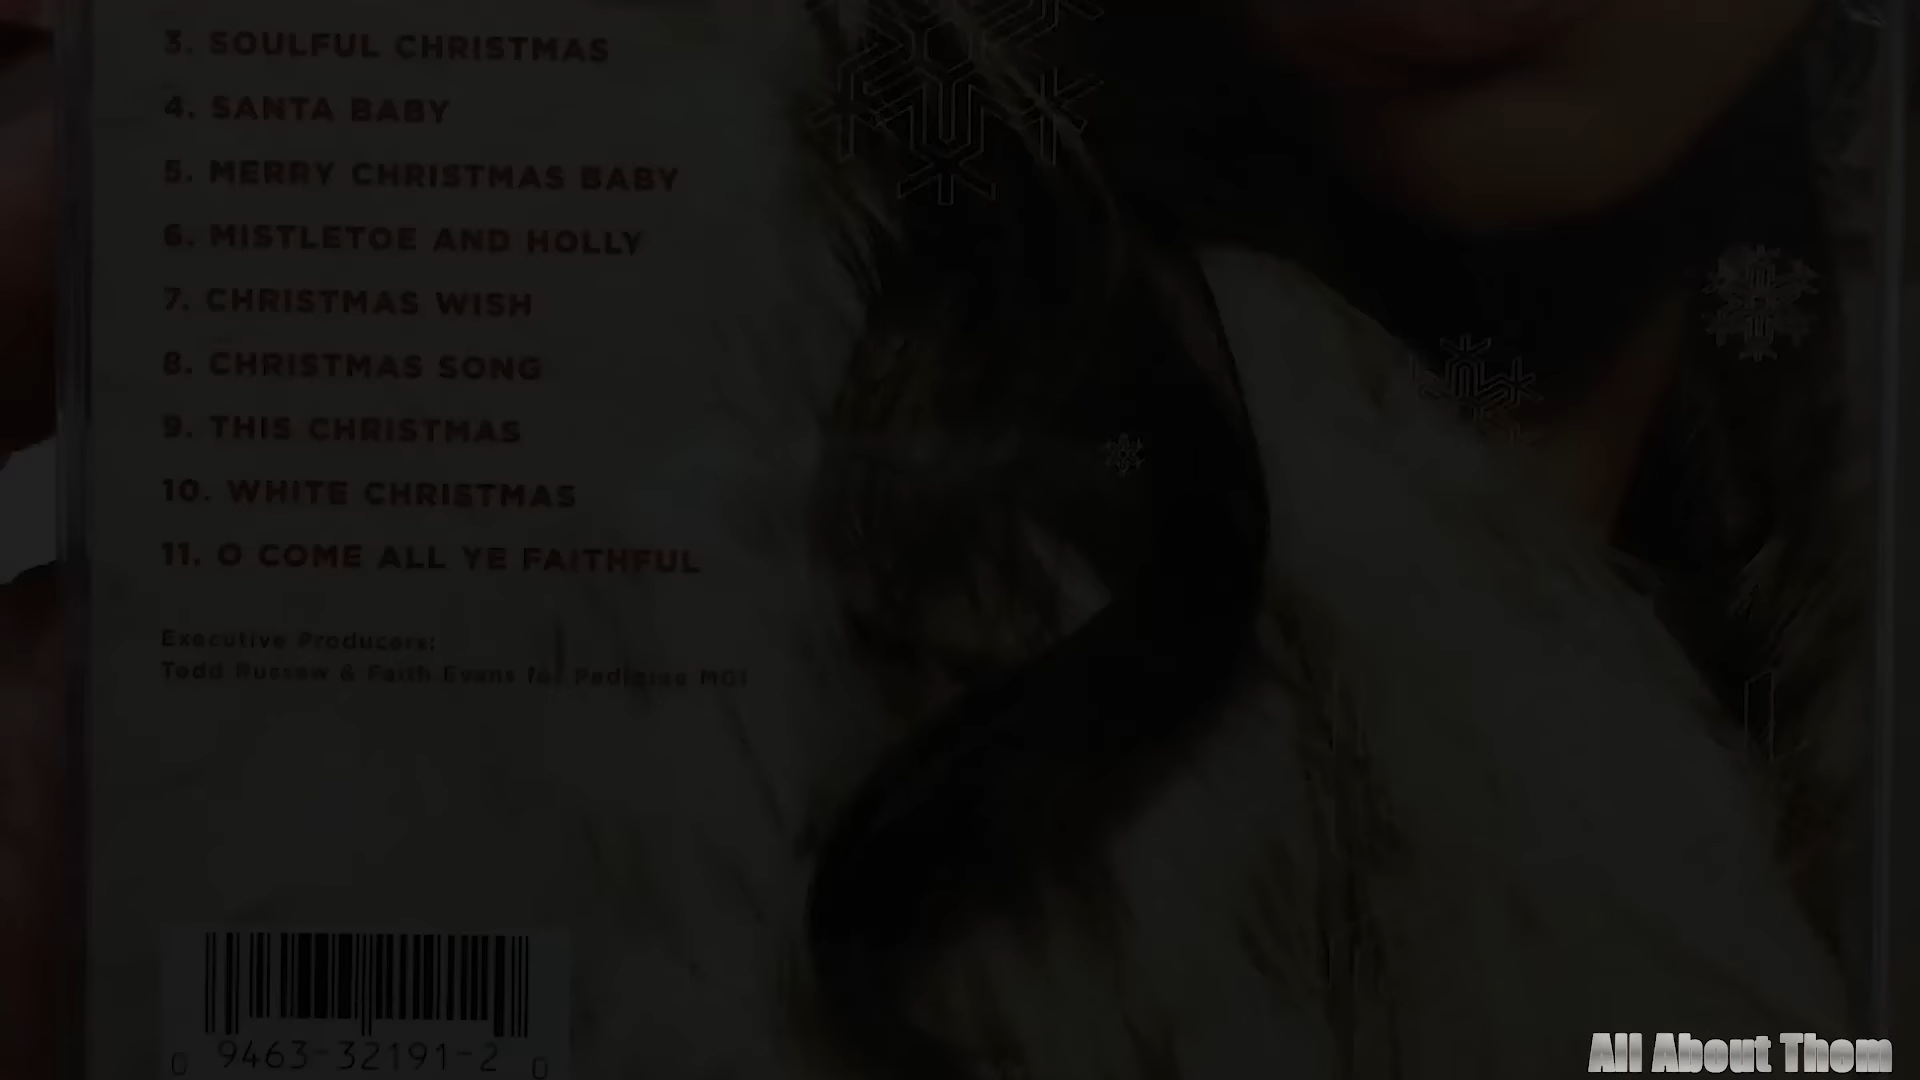 3. SOULFUL CHRISTMAS
4. SANTA BABY
5. MERRY CHRISTMAS BABY
6. MISTLETOE AND HOLLY
7. CHRISTMAS WISH
8. CHRISTMAS SONG
9. THIS CHRISTMAS
10. WHITE CHRISTMAS
11. O COME ALL YE FAITHFUL
Executive Producers:
Todd Russaw & Faith Evans for
0 9463-32191-2 0
All About Them